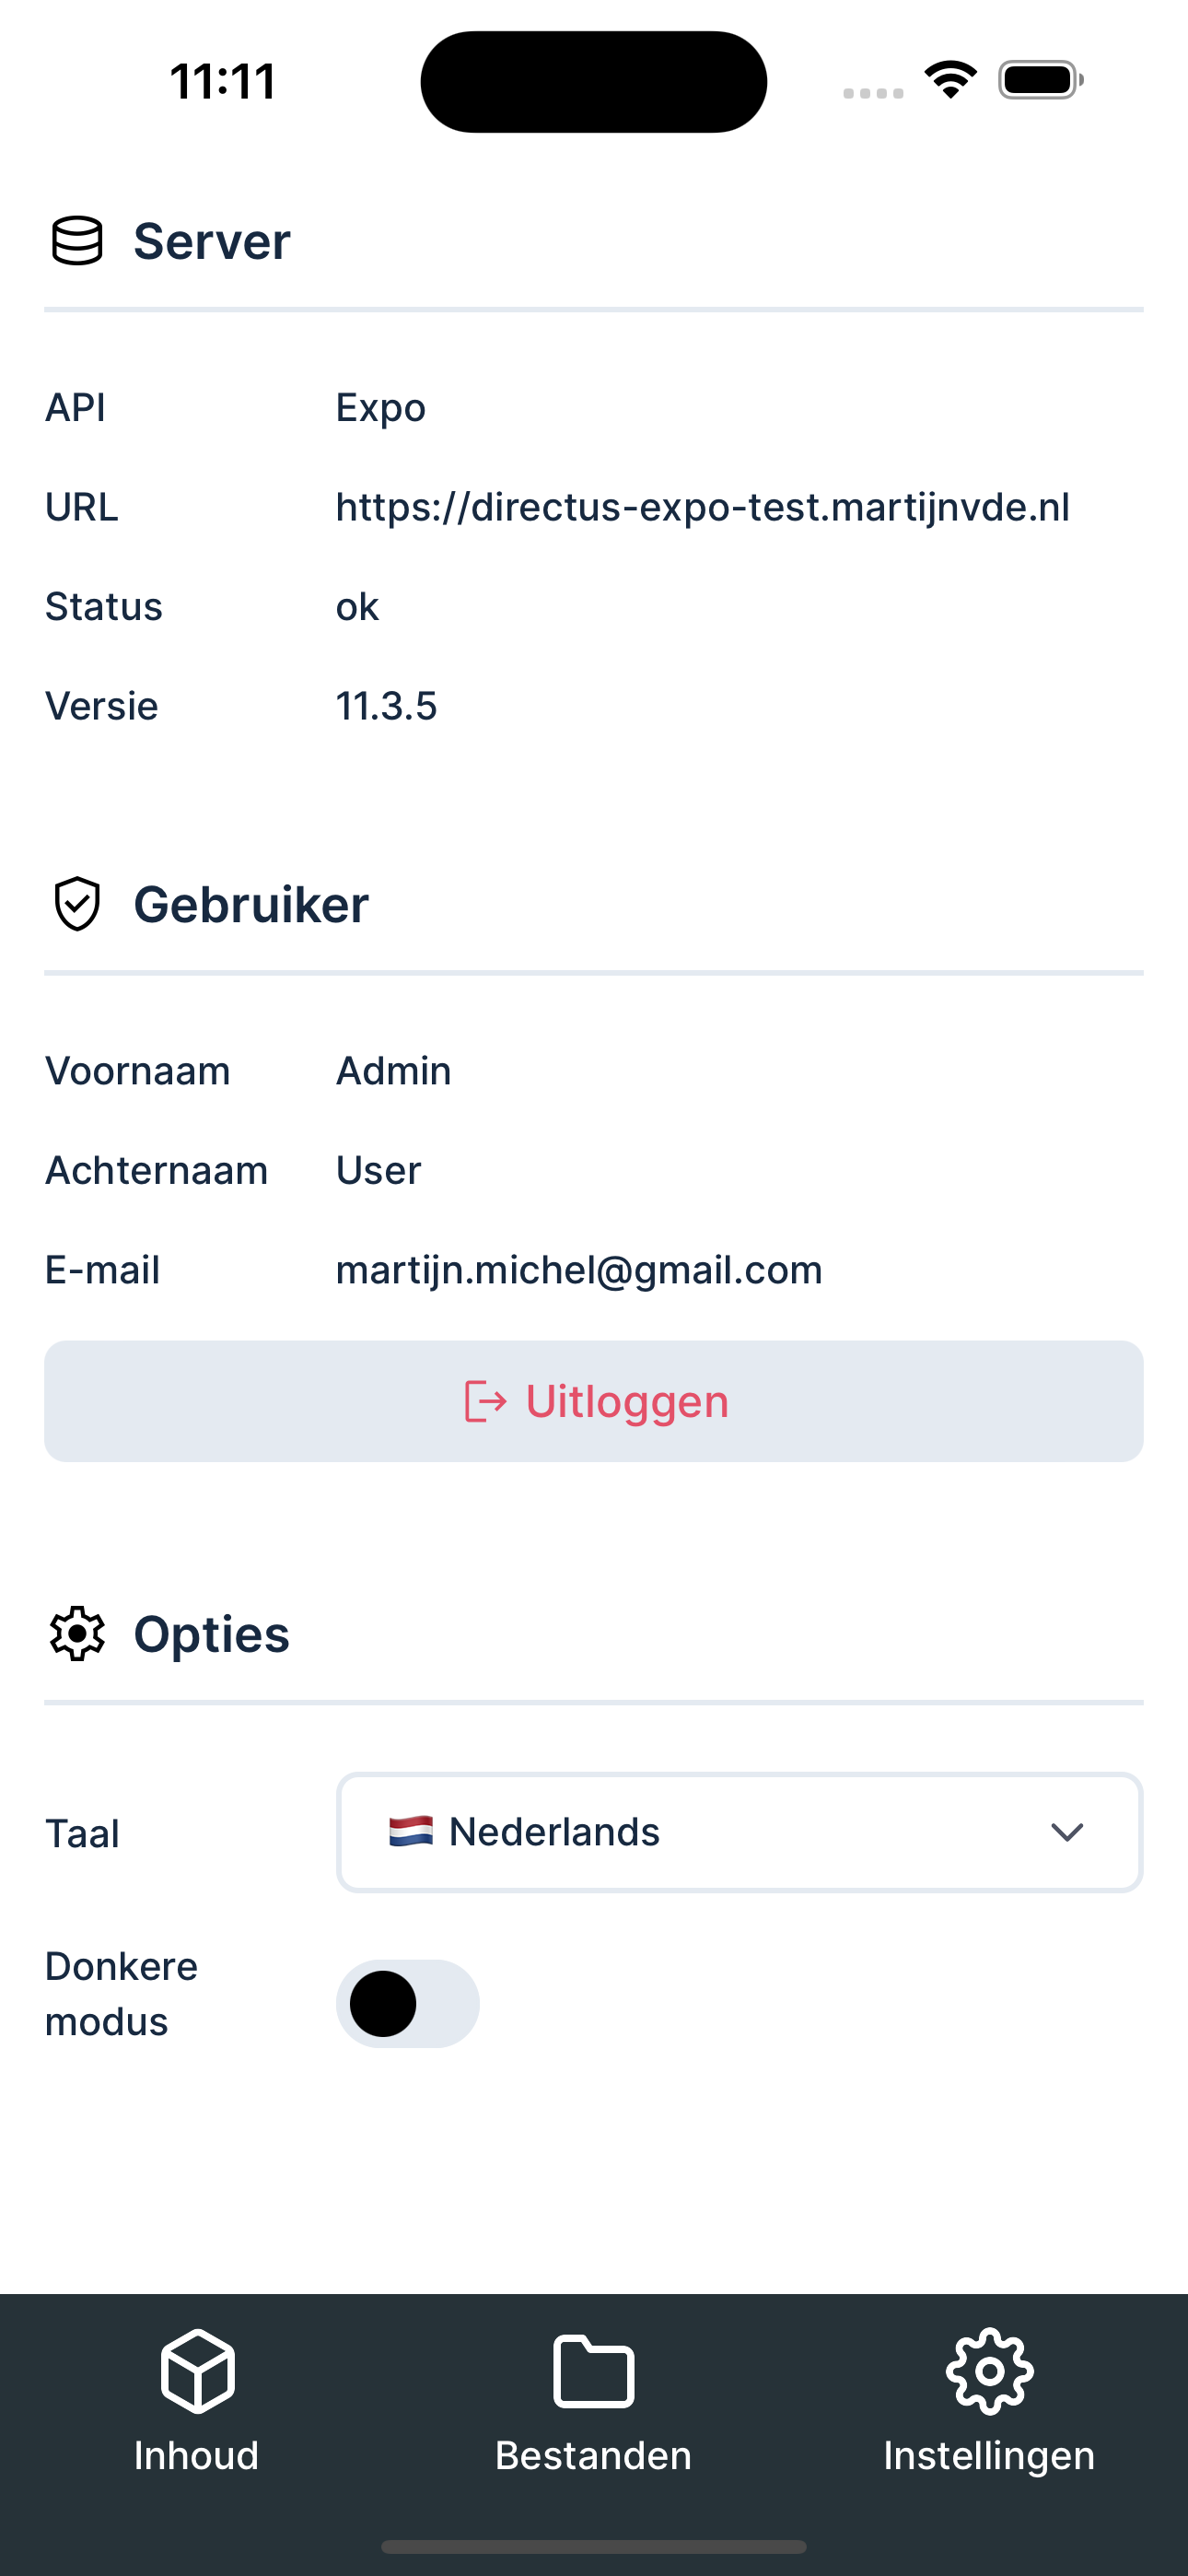 11:11
Server
API Expo
URL https://directus-expo-test.martijnvde.nl
Status ok
Versie 11.3.5
Gebruiker
Voornaam Admin
Achternaam User
E-mail martijn.michel@gmail.com
Uitloggen
Opties
Taal 🇳🇱 Nederlands
Donkere
modus
Inhoud Bestanden Instellingen